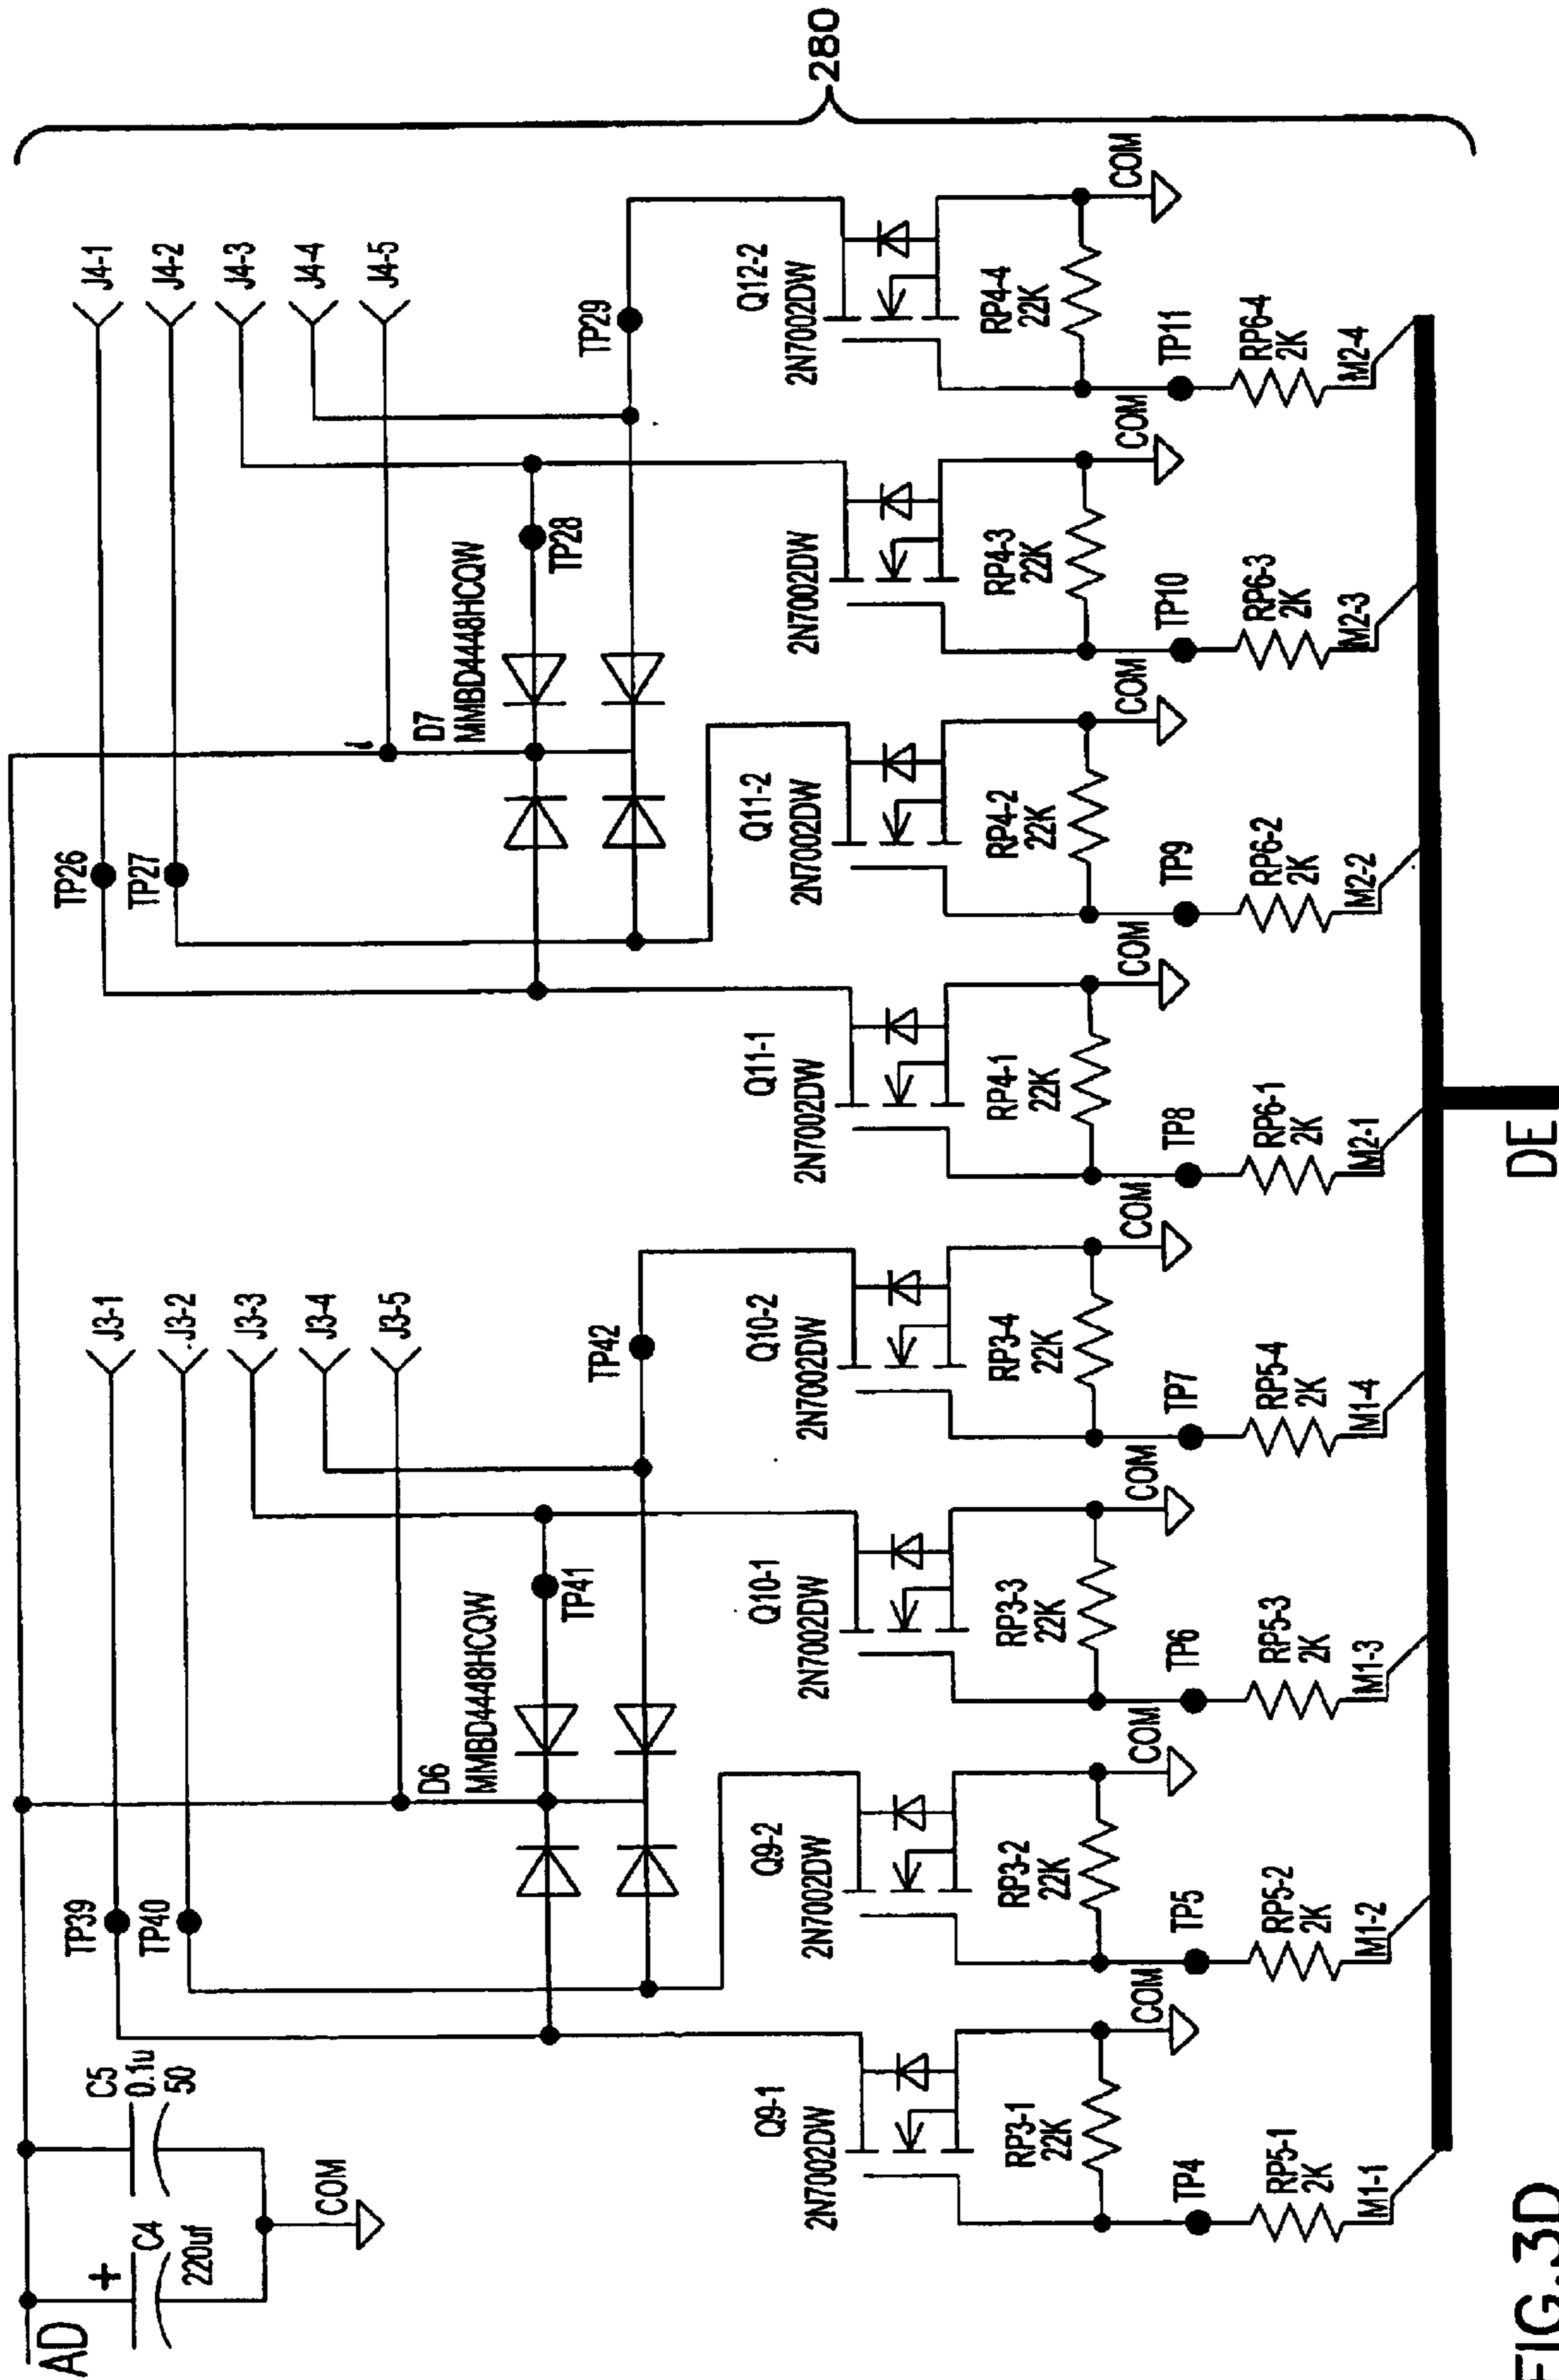 AD
C4
220uf
C5
0.1u
50
COM
TP39
TP40
J3-1
J3-2
J3-3
J3-4
J3-5
D6
MMBD4448HCQW
TP41
TP42
TP26
TP27
J4-1
J4-2
J4-3
J4-4
J4-5
D7
MMBD4448HCQW
TP28
TP29
280
Q9-1
2N7002DW
RP3-1
22K
COM
TP4
RP5-1
2K
M1-1
Q9-2
2N7002DW
RP3-2
22K
COM
TP5
RP5-2
2K
M1-2
Q10-1
2N7002DW
RP3-3
22K
COM
TP6
RP5-3
2K
M1-3
Q10-2
2N7002DW
RP3-4
22K
COM
TP7
RP5-4
2K
M1-4
Q11-1
2N7002DW
RP4-1
22K
COM
TP8
RP6-1
2K
M2-1
Q11-2
2N7002DW
RP4-2
22K
COM
TP9
RP6-2
2K
M2-2
2N7002DW
RP4-3
22K
COM
TP10
RP6-3
2K
M2-3
Q12-2
2N7002DW
RP4-4
22K
COM
TP11
RP6-4
2K
M2-4
DE
FIG.3D